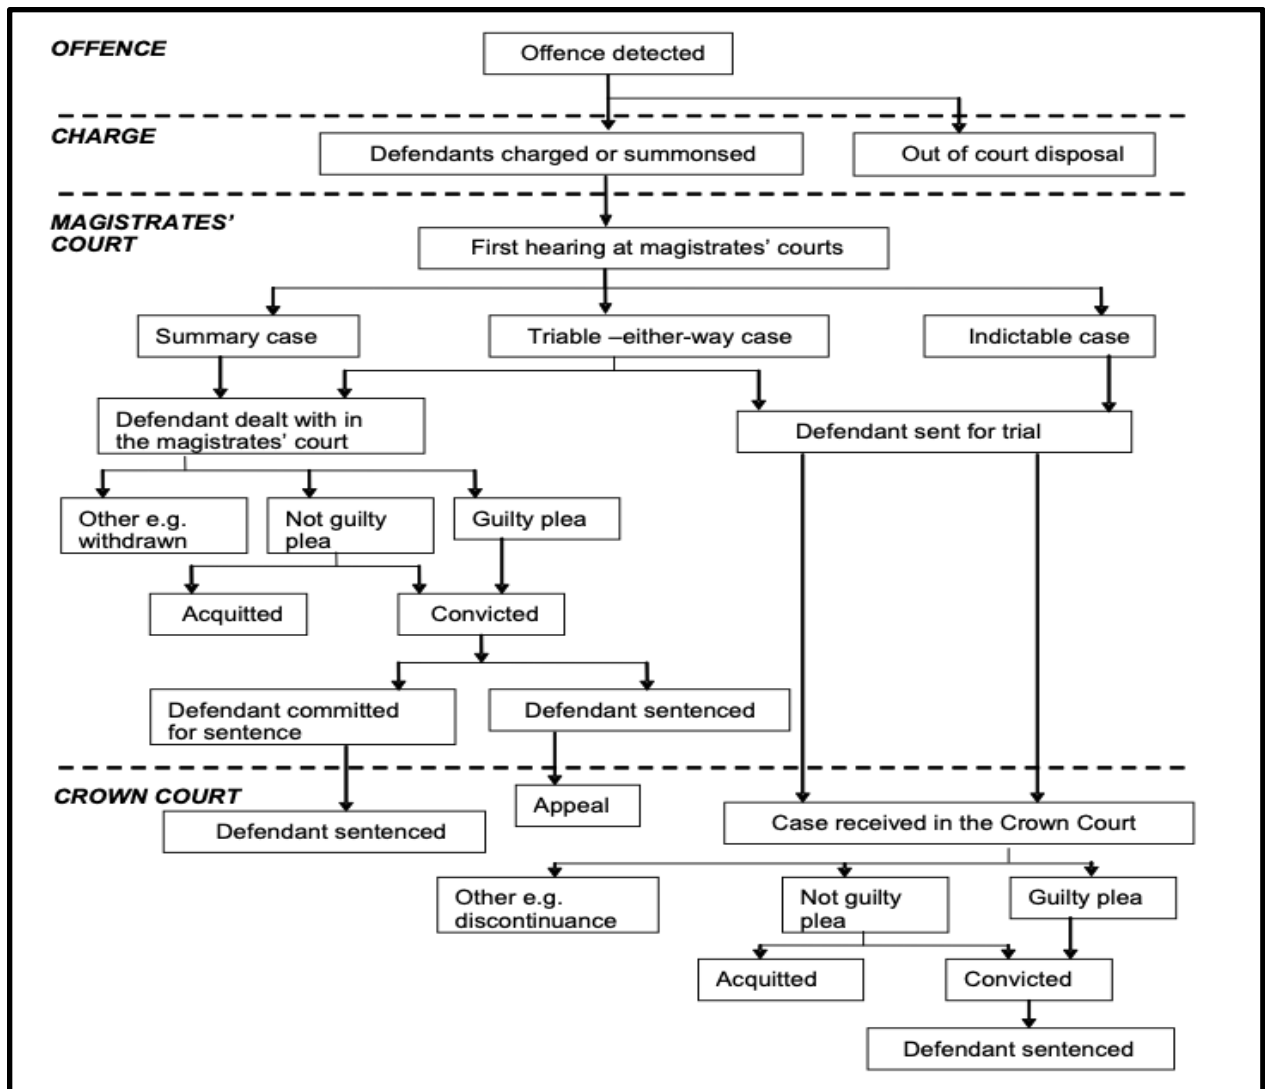 OFFENCE
Offence detected
CHARGE
Defendants charged or summonsed
Out of court disposal
MAGISTRATES’
COURT
First hearing at magistrates’ courts
Summary case
Triable –either-way case
Indictable case
Defendant dealt with in
the magistrates’ court
Defendant sent for trial
Other e.g.
withdrawn
Not guilty
plea
Guilty plea
Acquitted
Convicted
Defendant committed
for sentence
Defendant sentenced
CROWN COURT
Defendant sentenced
Appeal
Case received in the Crown Court
Other e.g.
discontinuance
Not guilty
plea
Guilty plea
Acquitted
Convicted
Defendant sentenced